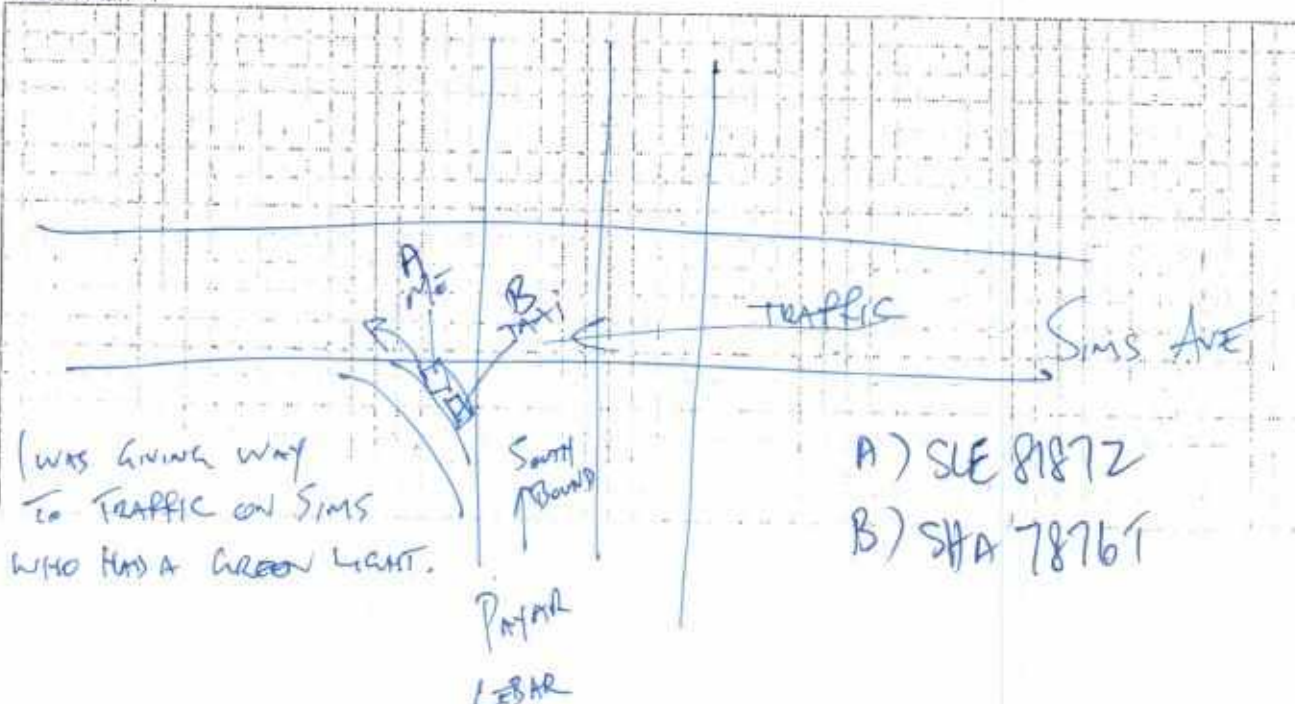 A
ME
B
TAXI
TRAFFIC
SIMS AVE
I WAS GIVING WAY
TO TRAFFIC ON SIMS
WHO HAD A GREEN LIGHT.
SOUTH
BOUND
A) SLE 8187Z
B) SHA 7876T
PAYAR
LEBAR